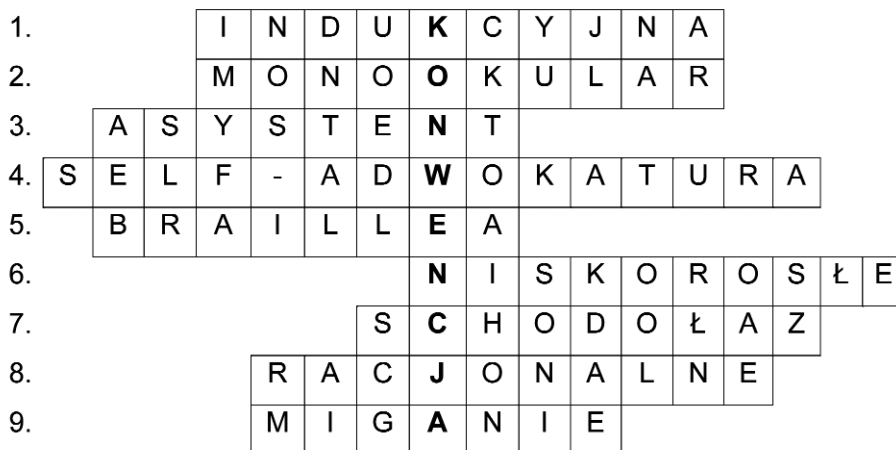 1. INDUKCYJNA
2. MONOOKULAR
3. ASYSTENT
4. SELF-ADWOKATURA
5. BRAILLEA
6. NISKOROSŁE
7. SCHODOŁAZ
8. RACJONALNE
9. MIGANIE